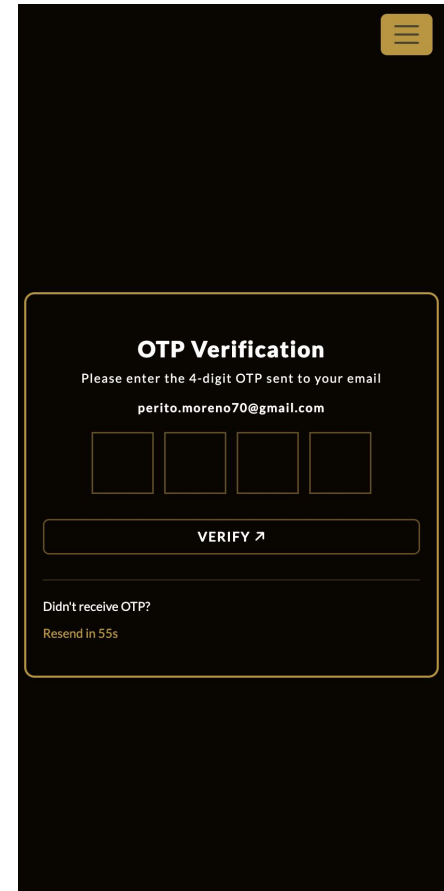 OTP Verification
Please enter the 4-digit OTP sent to your email
perito.moreno70@gmail.com
VERIFY ↗
Didn't receive OTP?
Resend in 55s